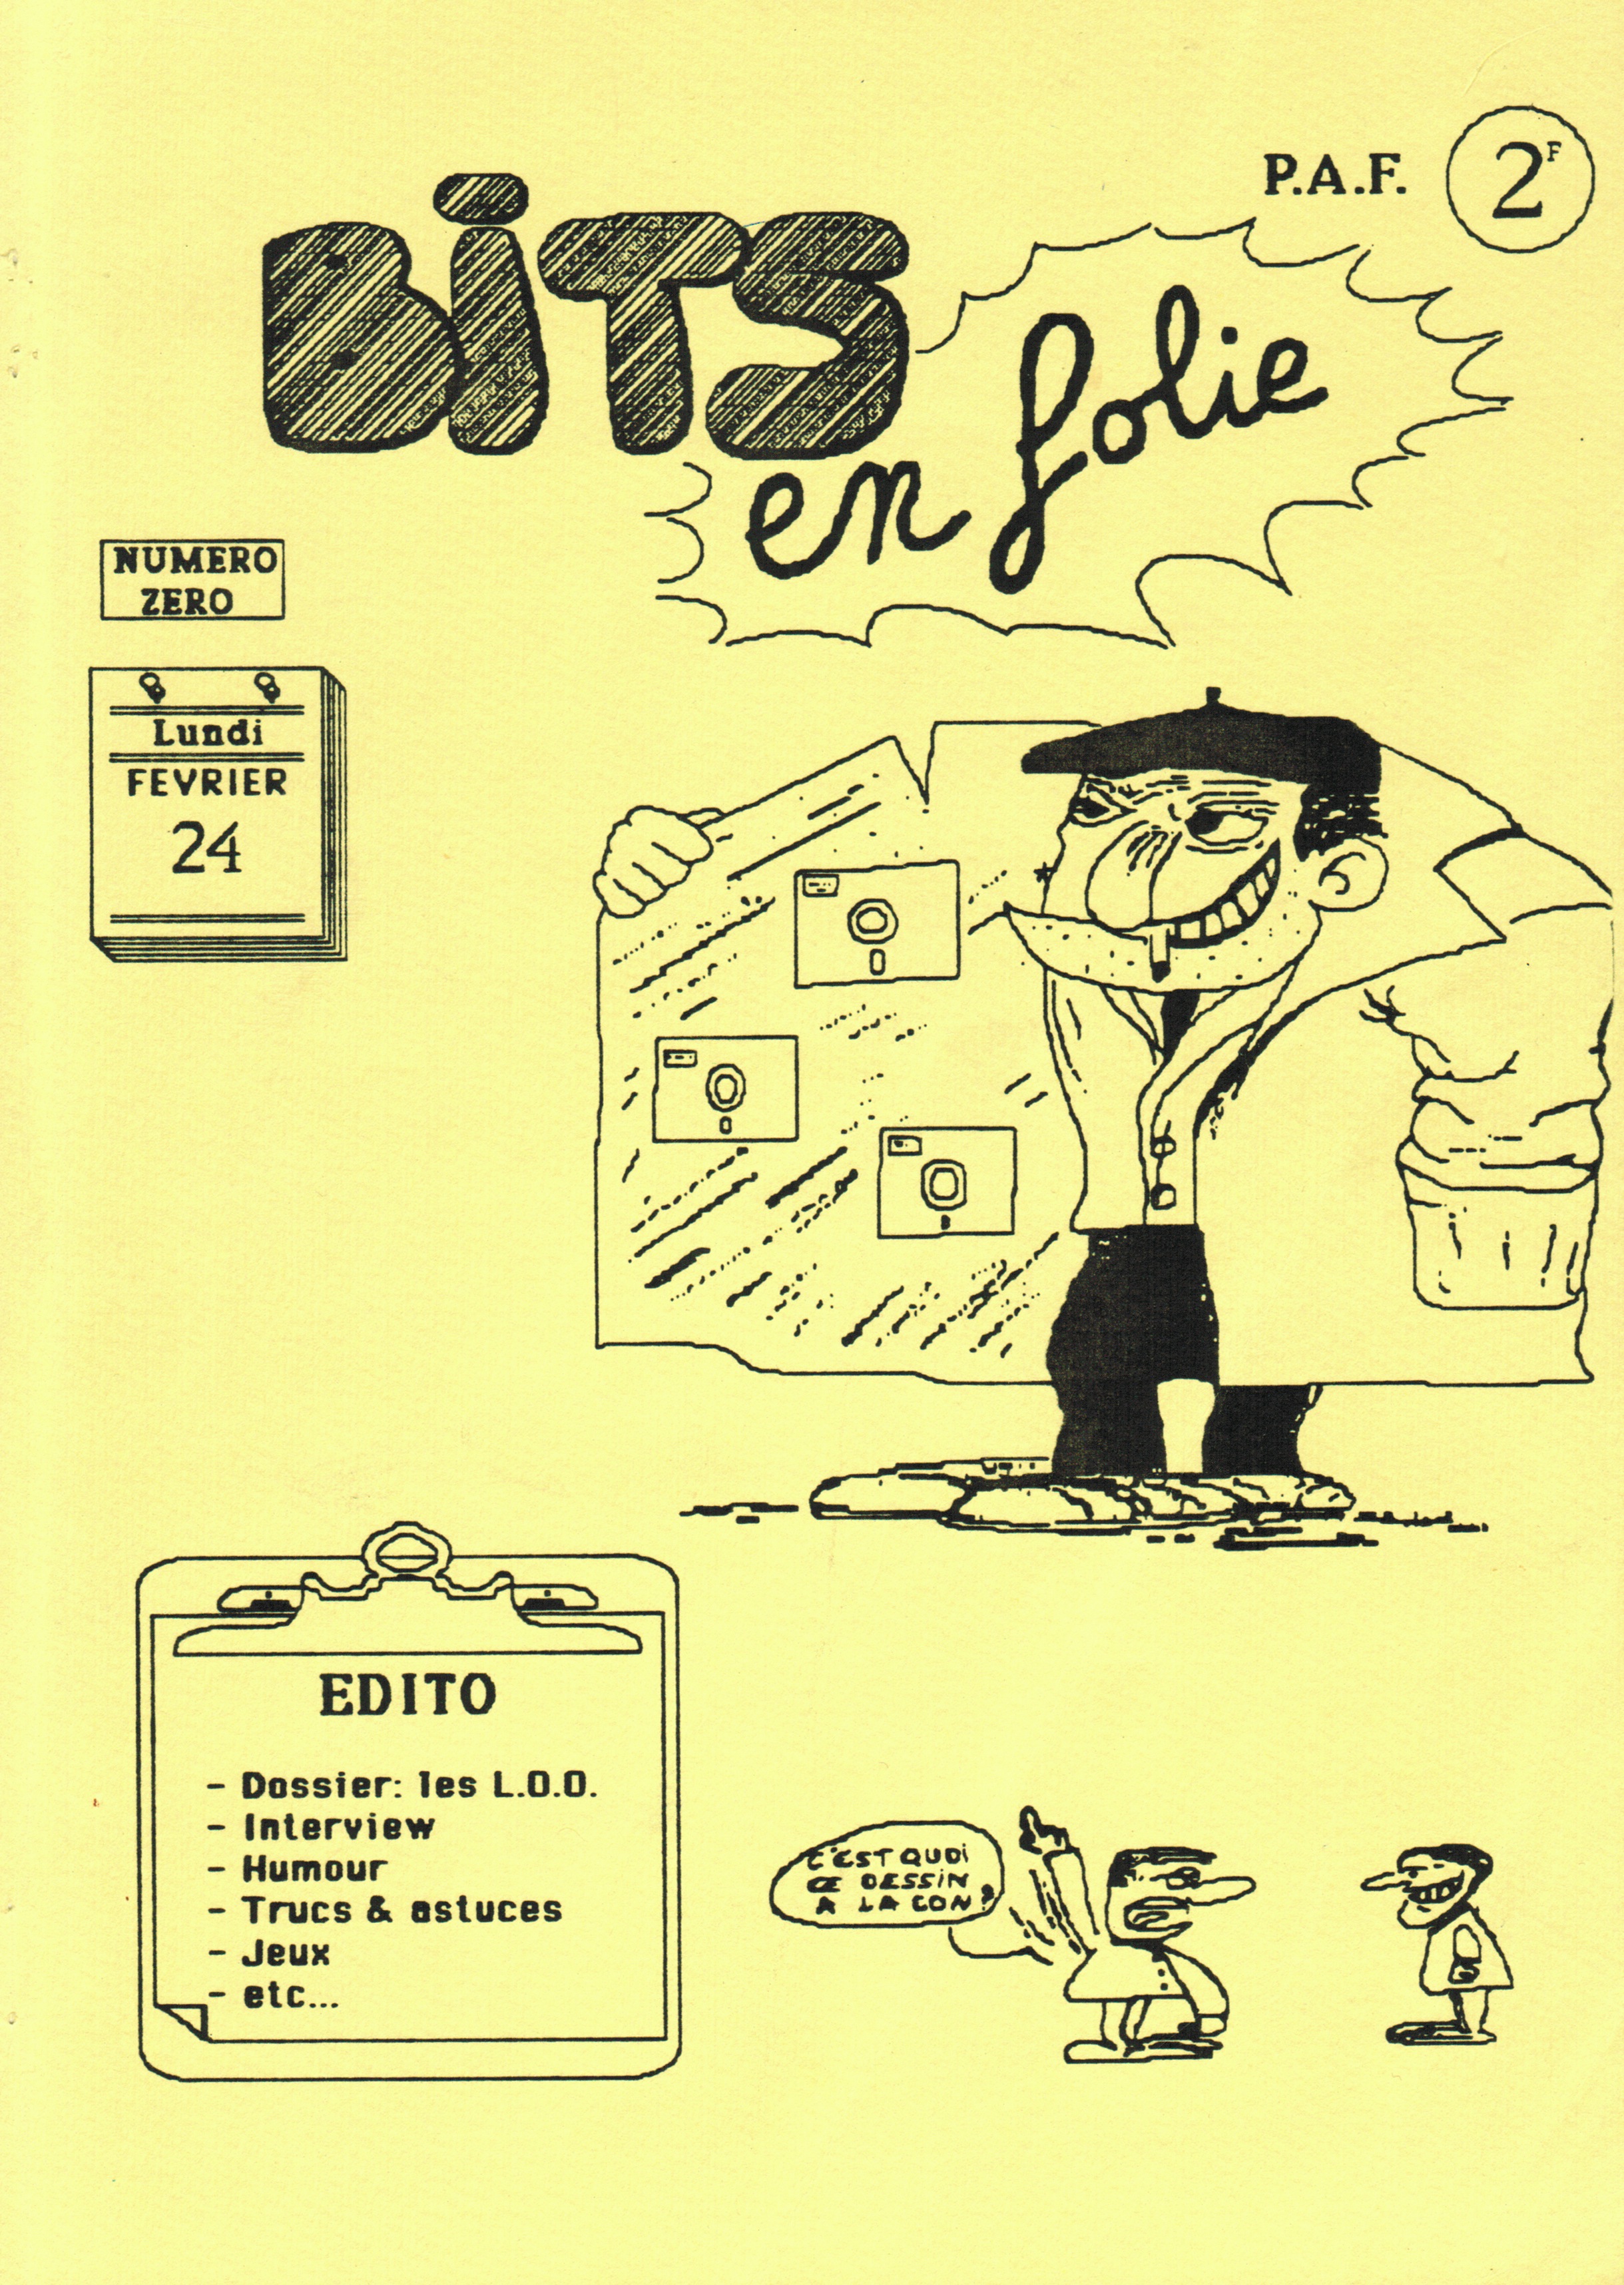 P.A.F. 2F
BiTS
en folie
NUMERO
ZERO
Lundi
FEVRIER
24
EDITO
- Dossier: les L.O.O.
- Interview
- Humour
- Trucs & astuces
- Jeux
- etc...
C'EST QUOi
CE DESSiN
A LA CON?